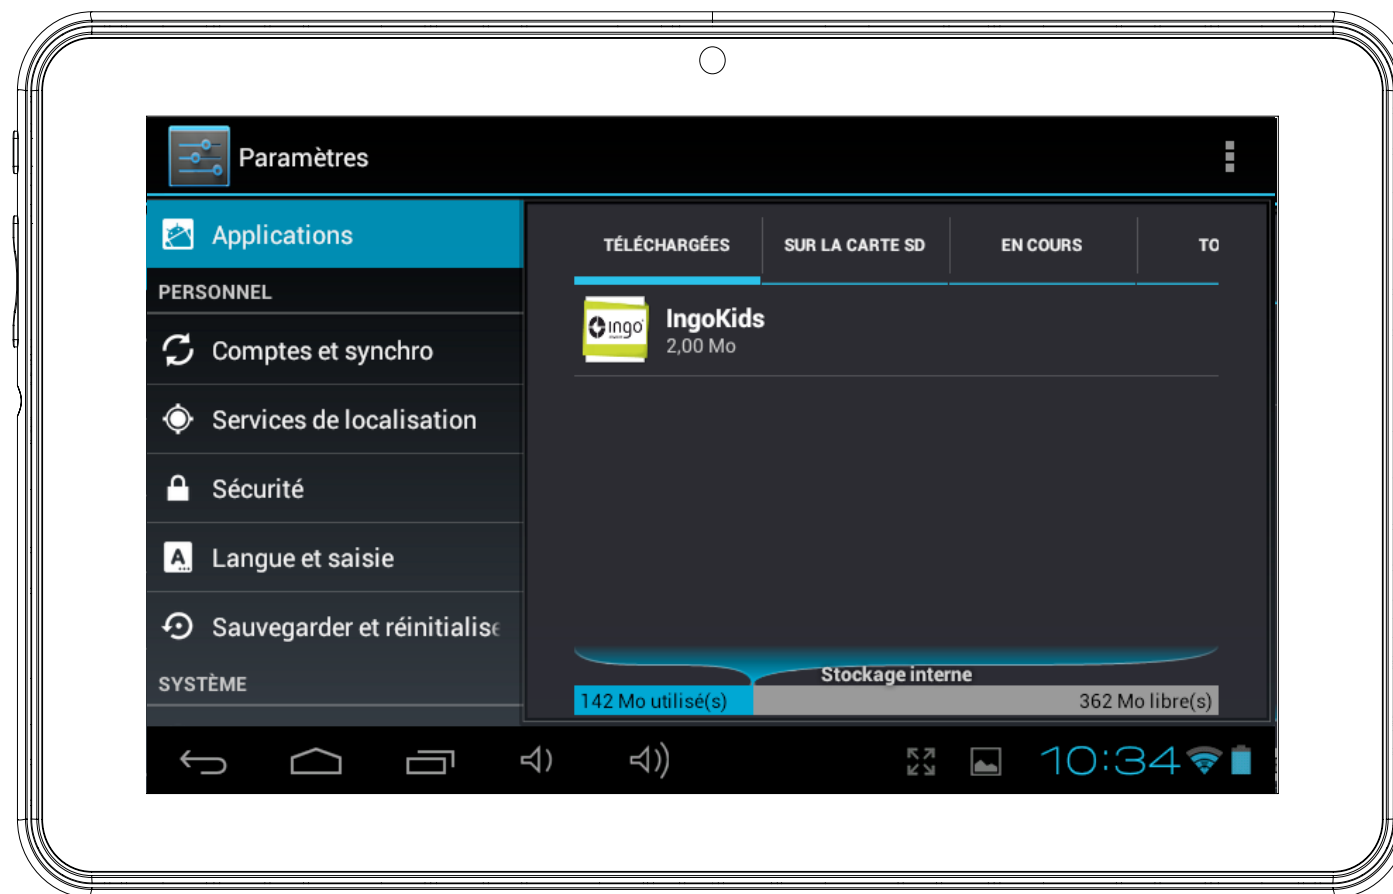 Paramètres
Applications
PERSONNEL
Comptes et synchro
Services de localisation
Sécurité
Langue et saisie
Sauvegarder et réinitialise
SYSTÈME
TÉLÉCHARGÉES SUR LA CARTE SD EN COURS TO
ingo
IngoKids
2,00 Mo
Stockage interne
142 Mo utilisé(s) 362 Mo libre(s)
10:34